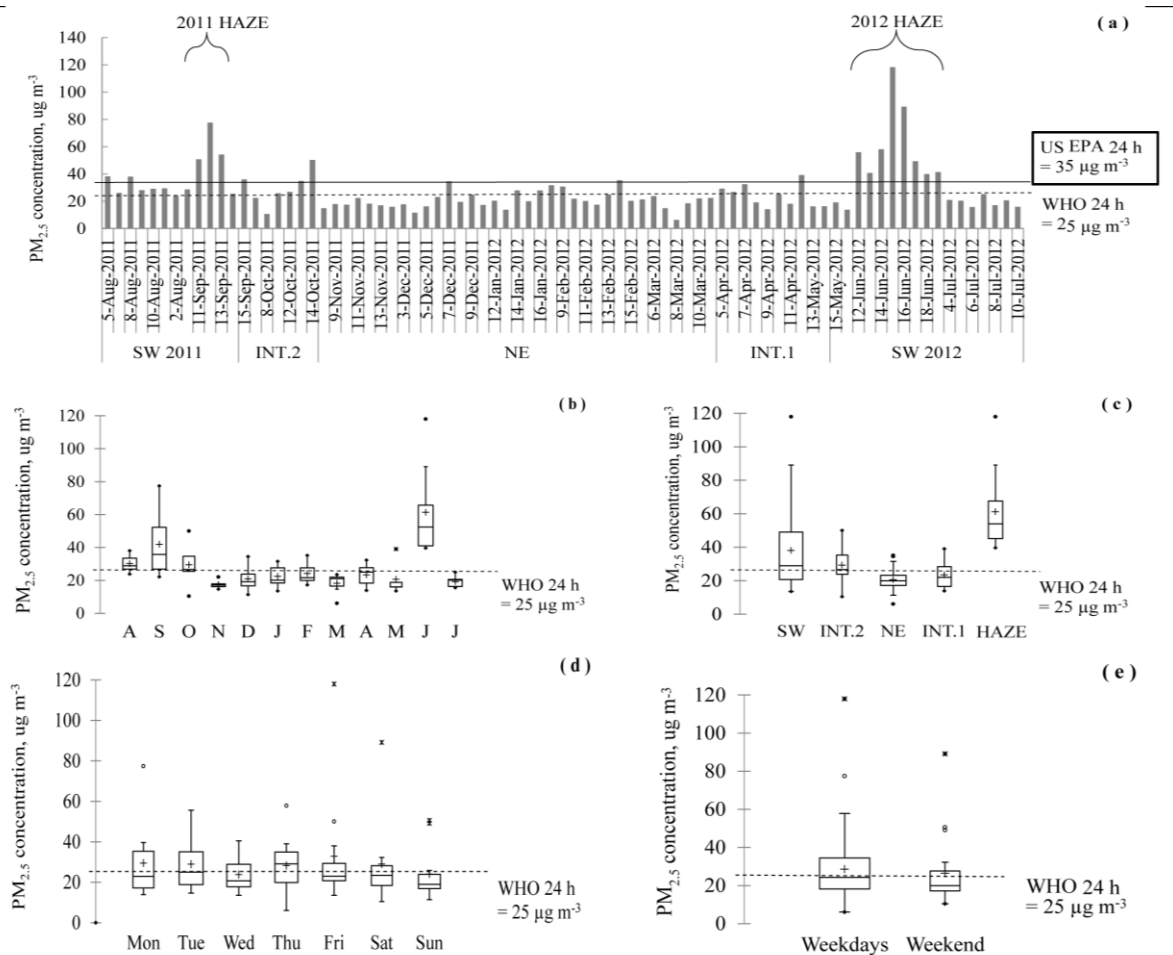 2011 HAZE
2012 HAZE
( a )
PM2.5 concentration, ug m-3
140
120
100
80
60
40
20
0
US EPA 24 h
= 35 µg m-3
WHO 24 h
= 25 µg m-3
5-Aug-2011
8-Aug-2011
10-Aug-2011
2-Aug-2011
11-Sep-2011
13-Sep-2011
15-Sep-2011
8-Oct-2011
12-Oct-2011
14-Oct-2011
9-Nov-2011
11-Nov-2011
13-Nov-2011
3-Dec-2011
5-Dec-2011
7-Dec-2011
9-Dec-2011
12-Jan-2012
14-Jan-2012
16-Jan-2012
9-Feb-2012
11-Feb-2012
13-Feb-2012
15-Feb-2012
6-Mar-2012
8-Mar-2012
10-Mar-2012
5-Apr-2012
7-Apr-2012
9-Apr-2012
11-Apr-2012
13-May-2012
15-May-2012
12-Jun-2012
14-Jun-2012
16-Jun-2012
18-Jun-2012
4-Jul-2012
6-Jul-2012
8-Jul-2012
10-Jul-2012
SW 2011
INT.2
NE
INT.1
SW 2012
( b )
PM2.5 concentration, ug m-3
120
100
80
60
40
20
0
A S O N D J F M A M J J
WHO 24 h
= 25 µg m-3
( c )
PM2.5 concentration, ug m-3
120
100
80
60
40
20
0
SW INT.2 NE INT.1 HAZE
WHO 24 h
= 25 µg m-3
( d )
PM2.5 concentration, ug m-3
120
100
80
60
40
20
0
Mon Tue Wed Thu Fri Sat Sun
WHO 24 h
= 25 µg m-3
( e )
PM2.5 concentration, ug m-3
120
100
80
60
40
20
0
Weekdays Weekend
WHO 24 h
= 25 µg m-3